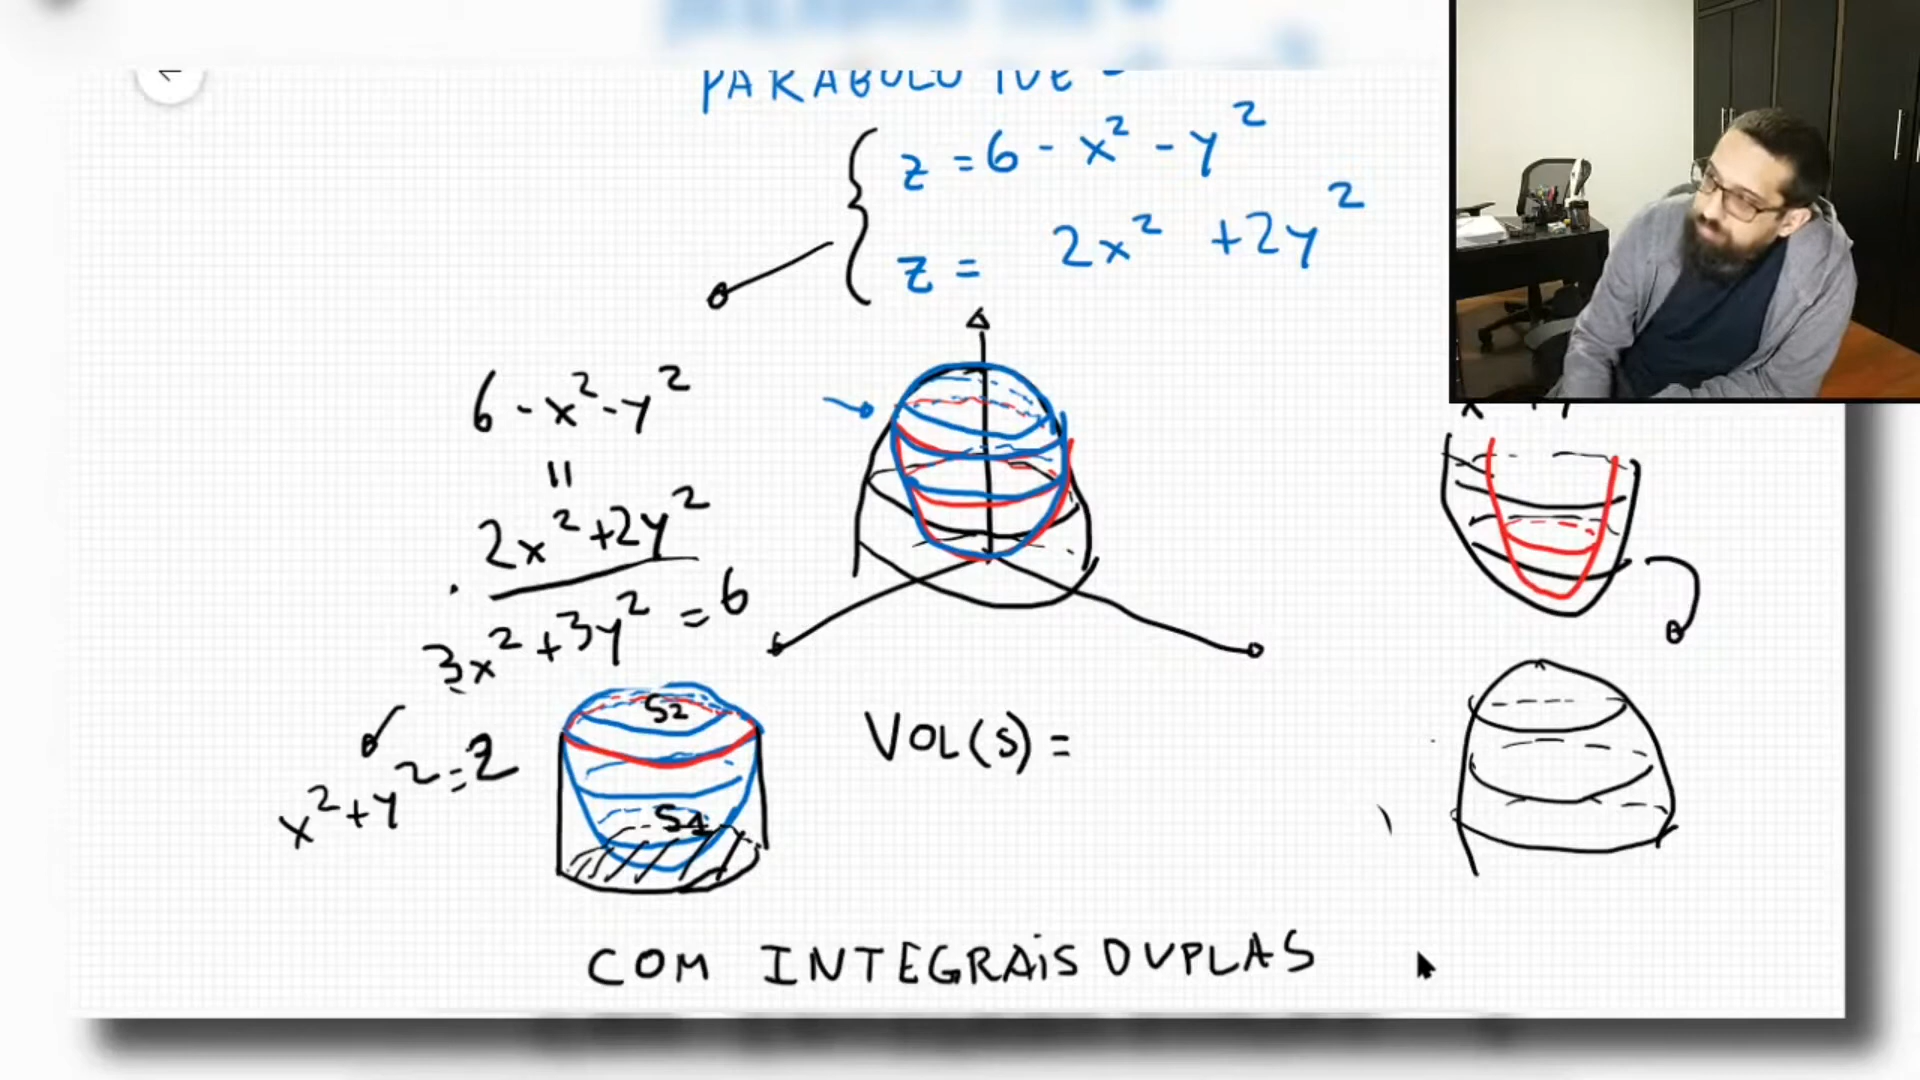 z = 6 - x² - y²
z = 2x² + 2y²
6 - x² - y²
=
2x² + 2y²
3x² + 3y² = 6
x² + y² = 2
S2
S1
VOL(S) =
COM INTEGRAIS DUPLAS